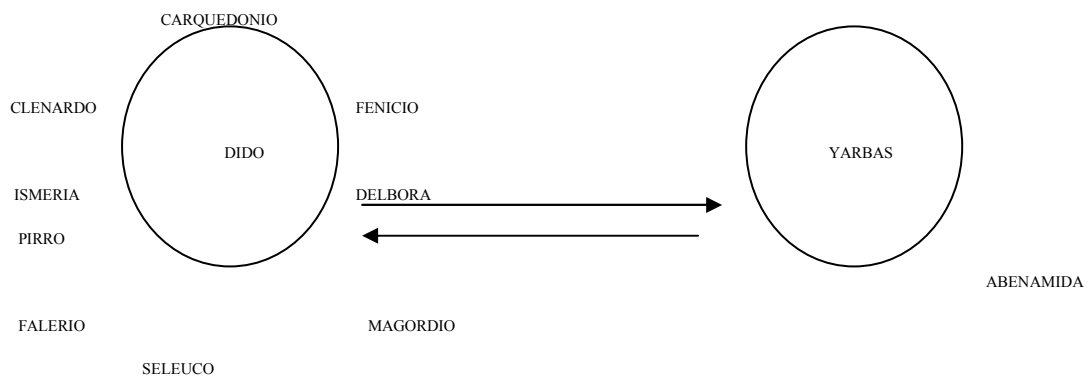 CARQUEDONIO
CLENARDO FENICIO
DIDO YARBAS
ISMERIA DELBORA
PIRRO
ABENAMIDA
FALERIO MAGORDIO
SELEUCO